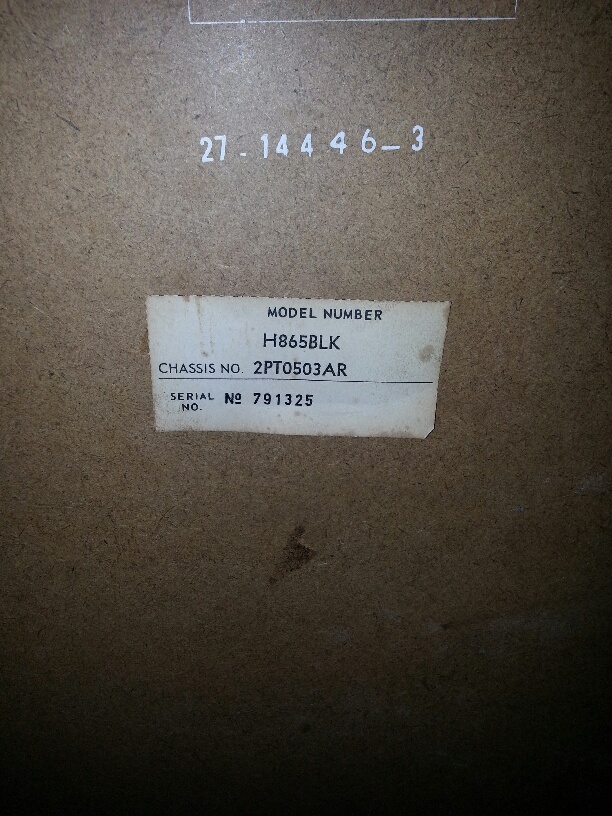 27-14446-3
MODEL NUMBER
H865BLK
CHASSIS NO. 2PT0503AR
SERIAL NO. № 791325